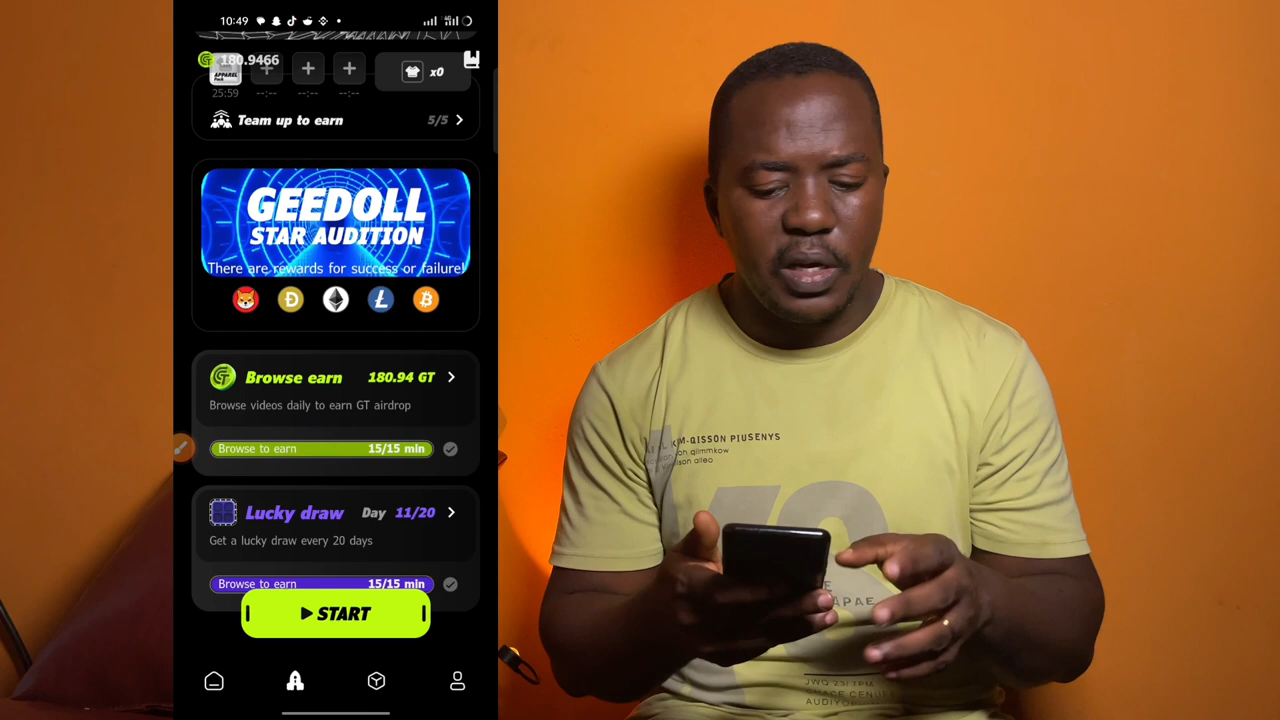 10:49
180.9466
APPAREL
x0
25:59 --:-- --:-- --:--
Team up to earn 5/5
GEEDOLL
STAR AUDITION
There are rewards for success or failure!
Browse earn 180.94 GT
Browse videos daily to earn GT airdrop
Browse to earn 15/15 min
Lucky draw Day 11/20
Get a lucky draw every 20 days
Browse to earn 15/15 min
START
M-QISSON PIUSENYS